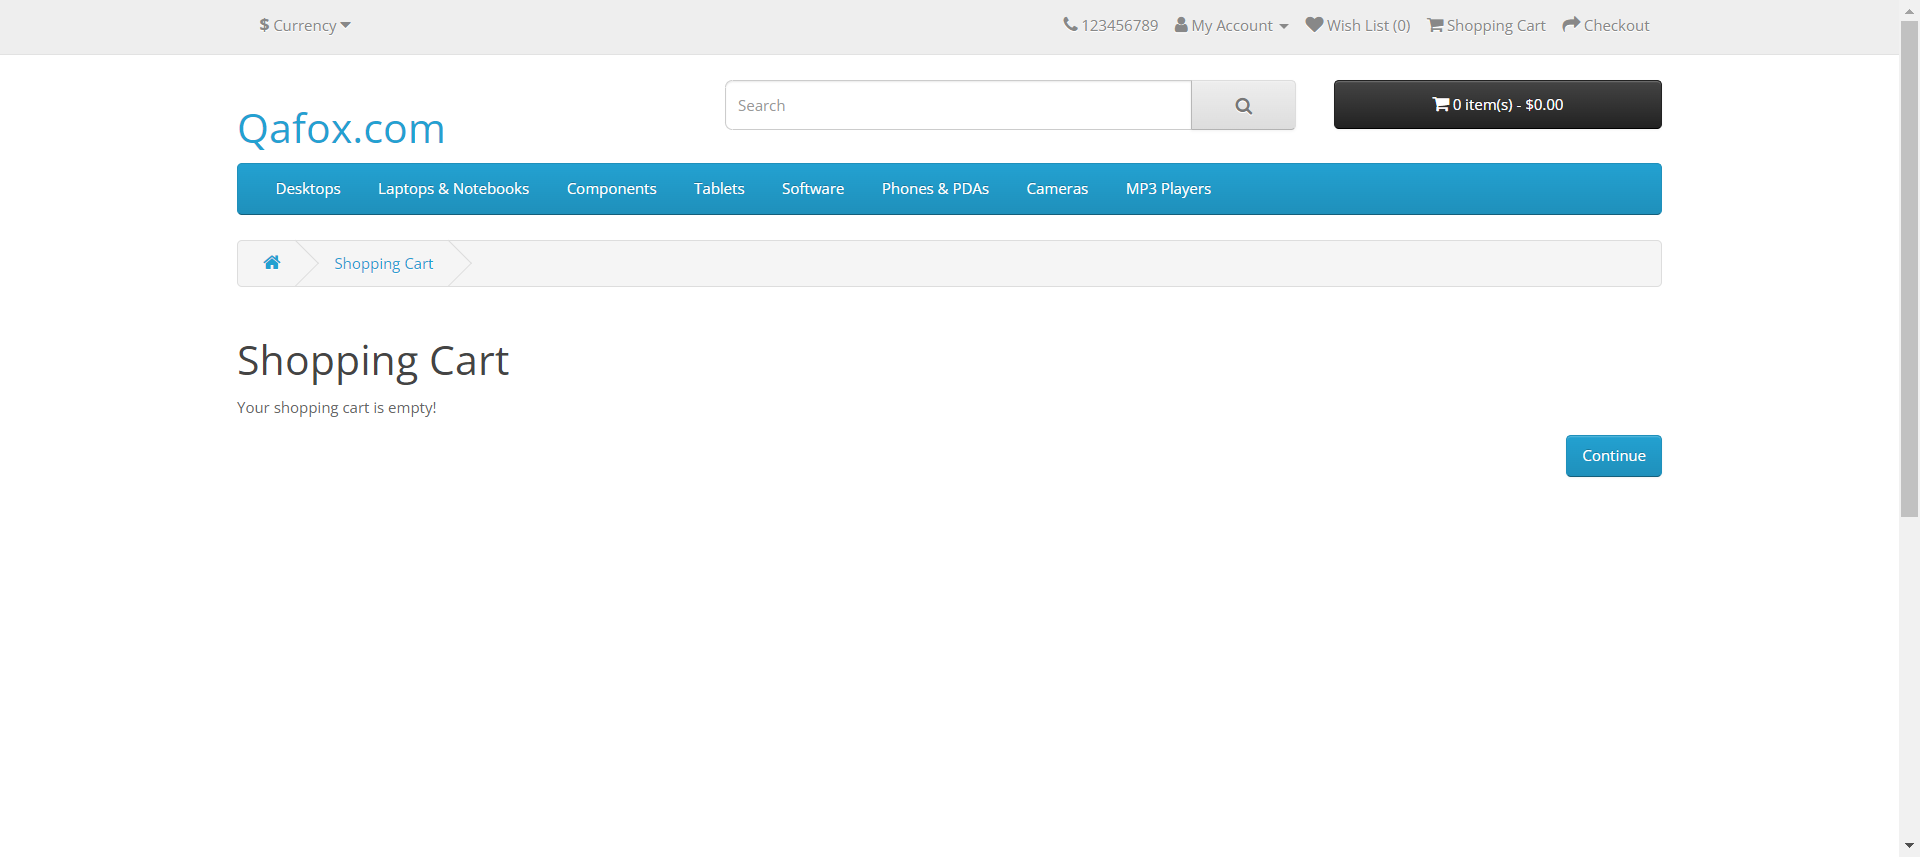 $ Currency
123456789 My Account Wish List (0) Shopping Cart Checkout
Search
0 item(s) - $0.00
Qafox.com
Desktops Laptops & Notebooks Components Tablets Software Phones & PDAs Cameras MP3 Players
Shopping Cart
Shopping Cart
Your shopping cart is empty!
Continue